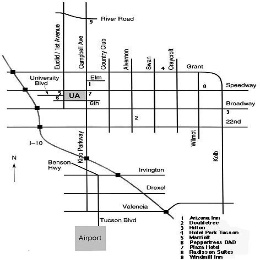 9 River Road
Euclid / 1st Avenue
Campbell Ave
Country Club
Alvernon
Swan
Craycroft
4
Grant
University
Blvd
Elm
1
8
Speedway
UA
7
6th
Broadway
3
2
22nd
I-10
Kino Parkway
Wilmot
Kolb
N
Benson
Hwy
Irvington
Drexel
Valencia
Tucson Blvd
Airport
1 Arizona Inn
2 Doubletree
3 Hilton
4 Hotel Park Tucson
5 Marriott
6 Peppertrees B&B
7 Plaza Hotel
8 Radisson Suites
9 Windmill Inn